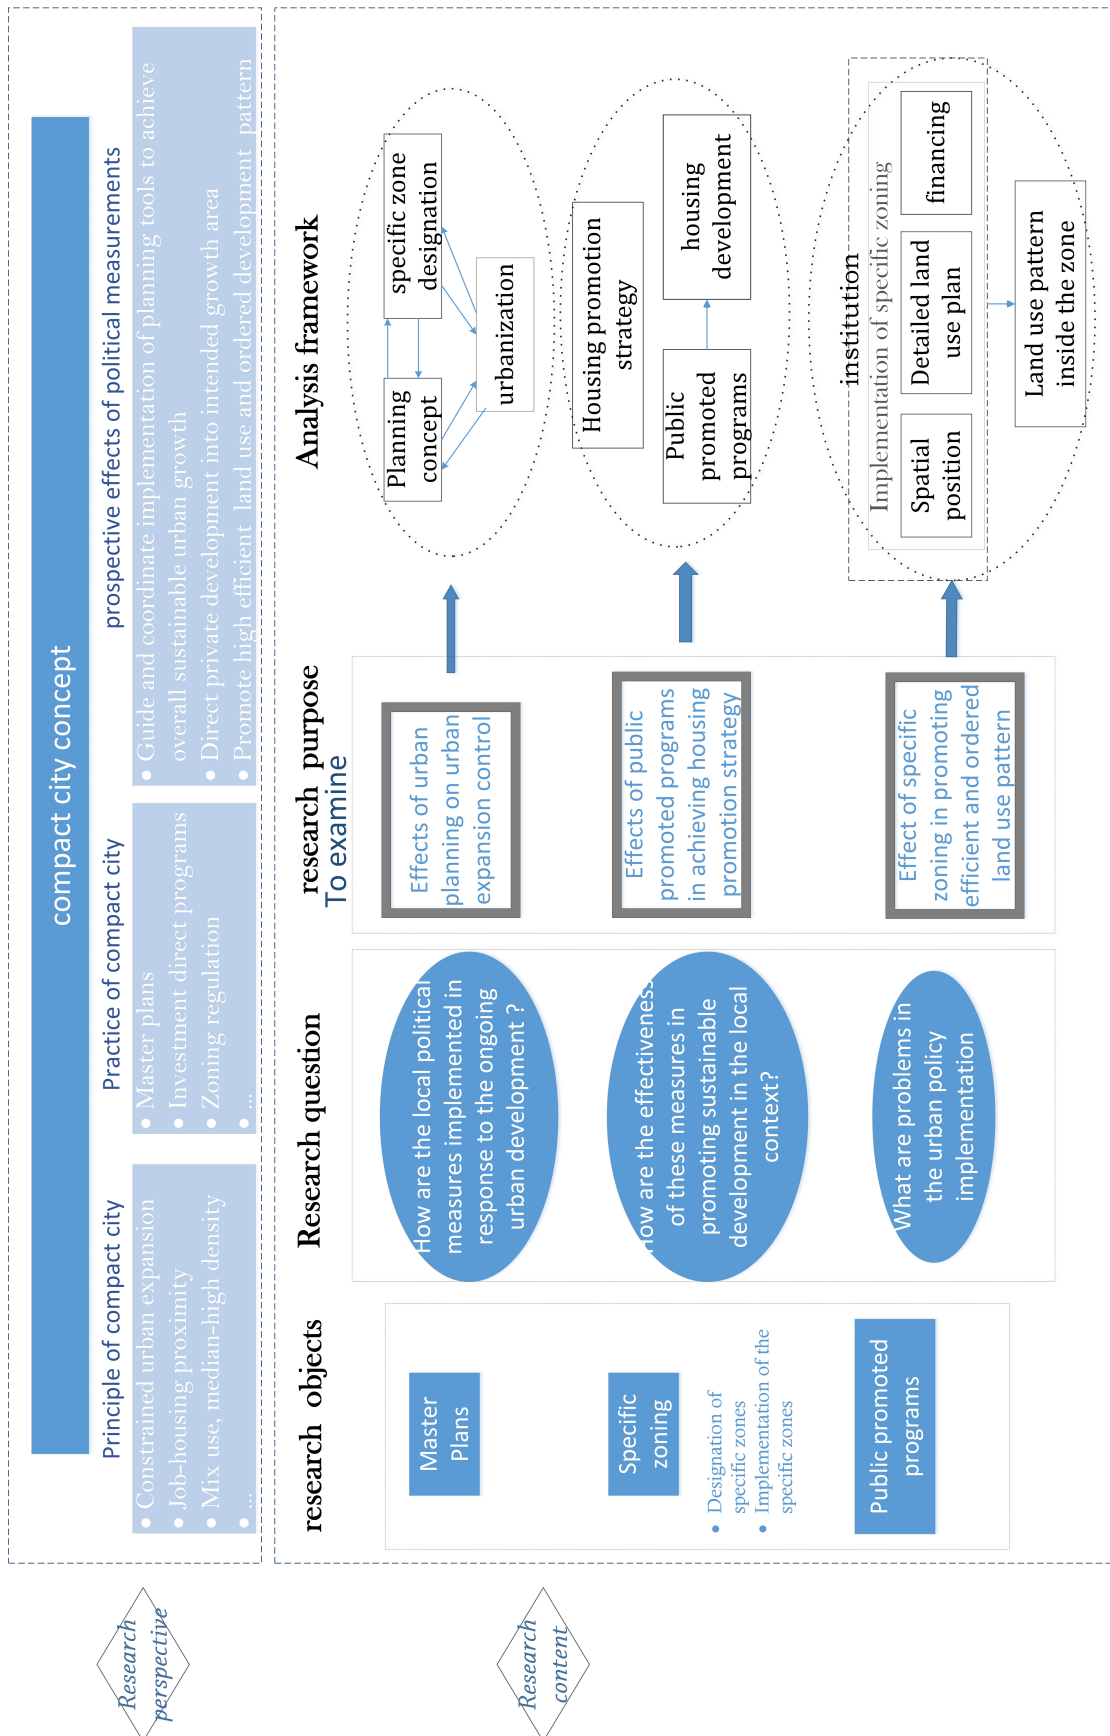 Research
perspective
compact city concept
Principle of compact city
• Constrained urban expansion
• Job-housing proximity
• Mix use, median-high density
• ...
Practice of compact city
• Master plans
• Investment direct programs
• Zoning regulation
• ...
prospective effects of political measurements
• Guide and coordinate implementation of planning tools to achieve
overall sustainable urban growth
• Direct private development into intended growth area
• Promote high efficient land use and ordered development pattern
Research
content
research objects
Master
Plans
Specific
zoning
• Designation of
specific zones
• Implementation of the
specific zones
Public promoted
programs
Research question
How are the local political
measures implemented in
response to the ongoing
urban development ?
How are the effectiveness
of these measures in
promoting sustainable
development in the local
context?
What are problems in
the urban policy
implementation
research purpose
To examine
Effects of urban
planning on urban
expansion control
Effects of public
promoted programs
in achieving housing
promotion strategy
Effect of specific
zoning in promoting
efficient and ordered
land use pattern
Analysis framework
Planning
concept
specific zone
designation
urbanization
Housing promotion
strategy
Public
promoted
programs
housing
development
institution
Implementation of specific zoning
Spatial
position
Detailed land
use plan
financing
Land use pattern
inside the zone